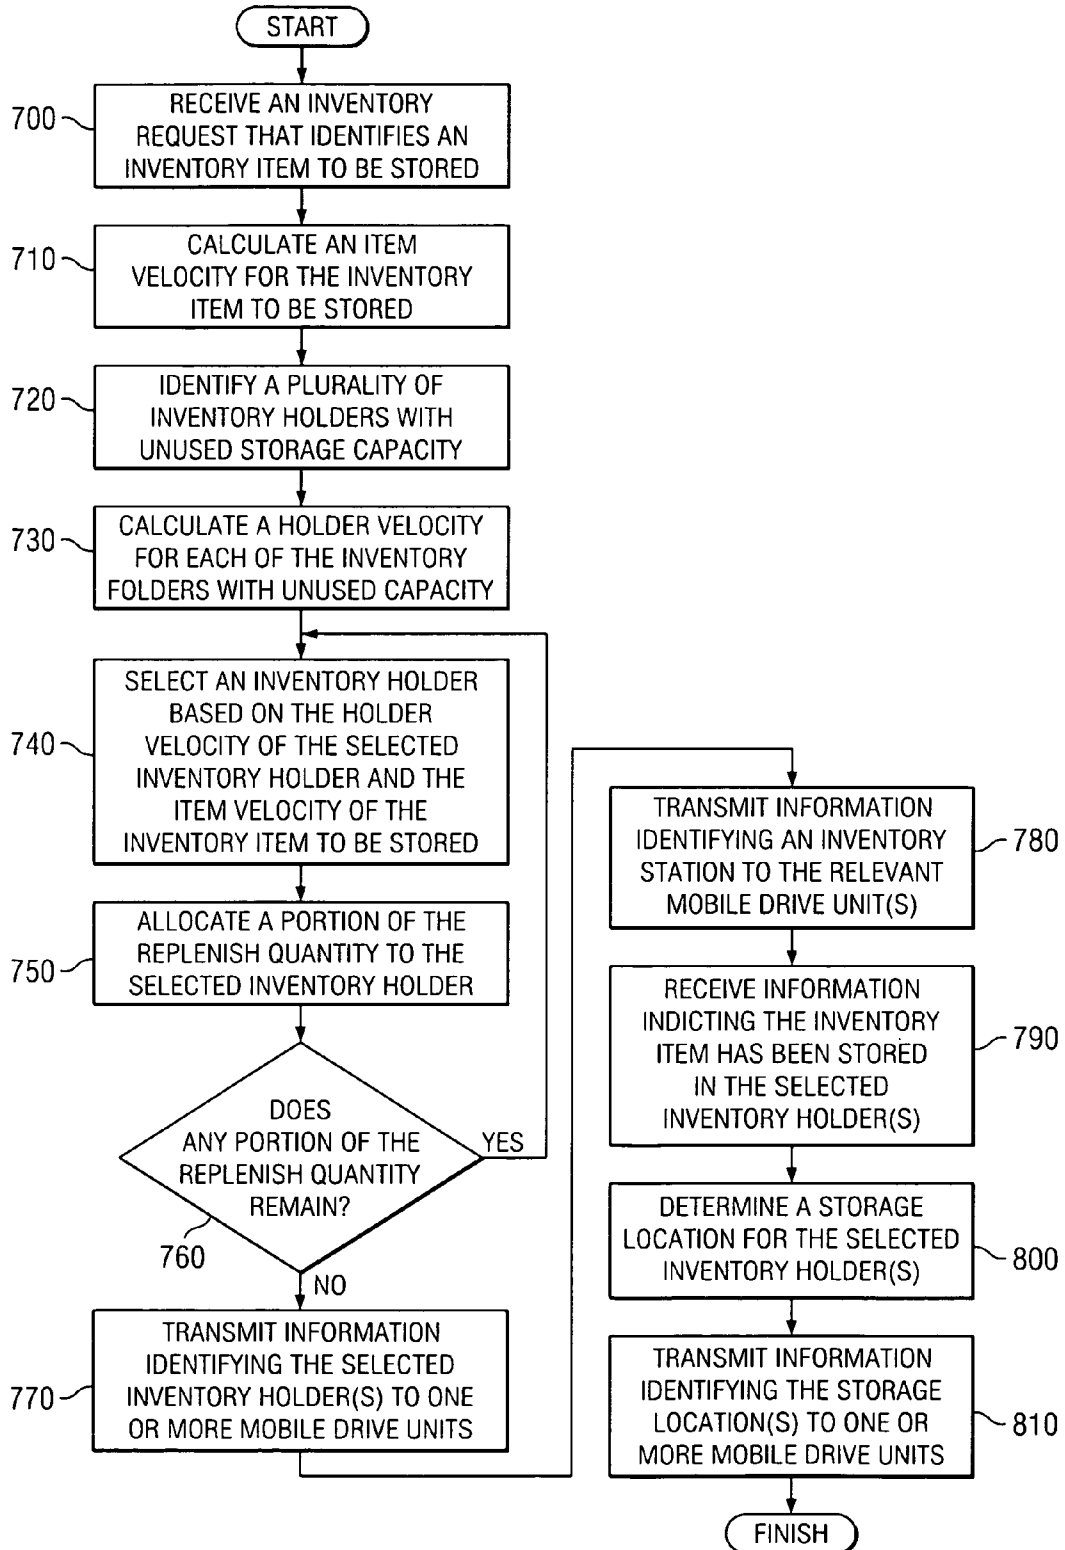 START
700
RECEIVE AN INVENTORY
REQUEST THAT IDENTIFIES AN
INVENTORY ITEM TO BE STORED
710
CALCULATE AN ITEM
VELOCITY FOR THE INVENTORY
ITEM TO BE STORED
720
IDENTIFY A PLURALITY OF
INVENTORY HOLDERS WITH
UNUSED STORAGE CAPACITY
730
CALCULATE A HOLDER VELOCITY
FOR EACH OF THE INVENTORY
FOLDERS WITH UNUSED CAPACITY
740
SELECT AN INVENTORY HOLDER
BASED ON THE HOLDER
VELOCITY OF THE SELECTED
INVENTORY HOLDER AND THE
ITEM VELOCITY OF THE
INVENTORY ITEM TO BE STORED
750
ALLOCATE A PORTION OF THE
REPLENISH QUANTITY TO THE
SELECTED INVENTORY HOLDER
DOES
ANY PORTION OF THE
REPLENISH QUANTITY
REMAIN?
YES
760
NO
770
TRANSMIT INFORMATION
IDENTIFYING THE SELECTED
INVENTORY HOLDER(S) TO ONE
OR MORE MOBILE DRIVE UNITS
TRANSMIT INFORMATION
IDENTIFYING AN INVENTORY
STATION TO THE RELEVANT
MOBILE DRIVE UNIT(S)
780
RECEIVE INFORMATION
INDICTING THE INVENTORY
ITEM HAS BEEN STORED
IN THE SELECTED
INVENTORY HOLDER(S)
790
DETERMINE A STORAGE
LOCATION FOR THE SELECTED
INVENTORY HOLDER(S)
800
TRANSMIT INFORMATION
IDENTIFYING THE STORAGE
LOCATION(S) TO ONE OR
MORE MOBILE DRIVE UNITS
810
FINISH